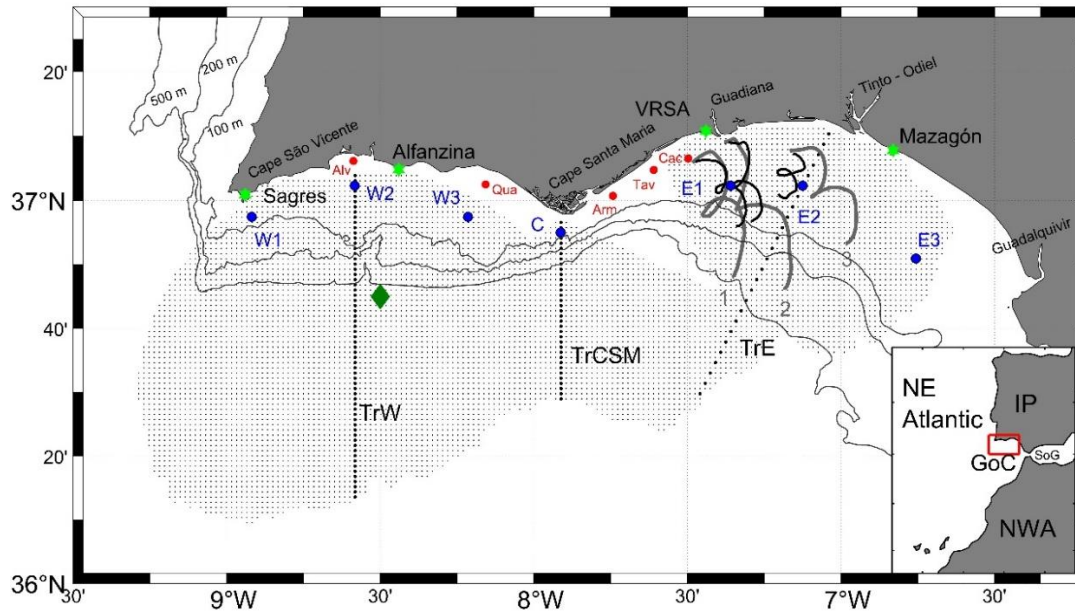 20'
200 m
500 m
100 m
Cape São Vicente
Alfanzina
Cape Santa Maria
VRSA
Guadiana
Tinto - Odiel
Mazagón
Alv
Sagres
Qua
Cac
Tav
Arm
37°N
W1
W2
W3
C
E1
E2
E3
Guadalquivir
1
2
3
40'
TrW
TrCSM
TrE
20'
NE
Atlantic
IP
GoC
SoG
NWA
36°N
30'
9°W
30'
8°W
30'
7°W
30'